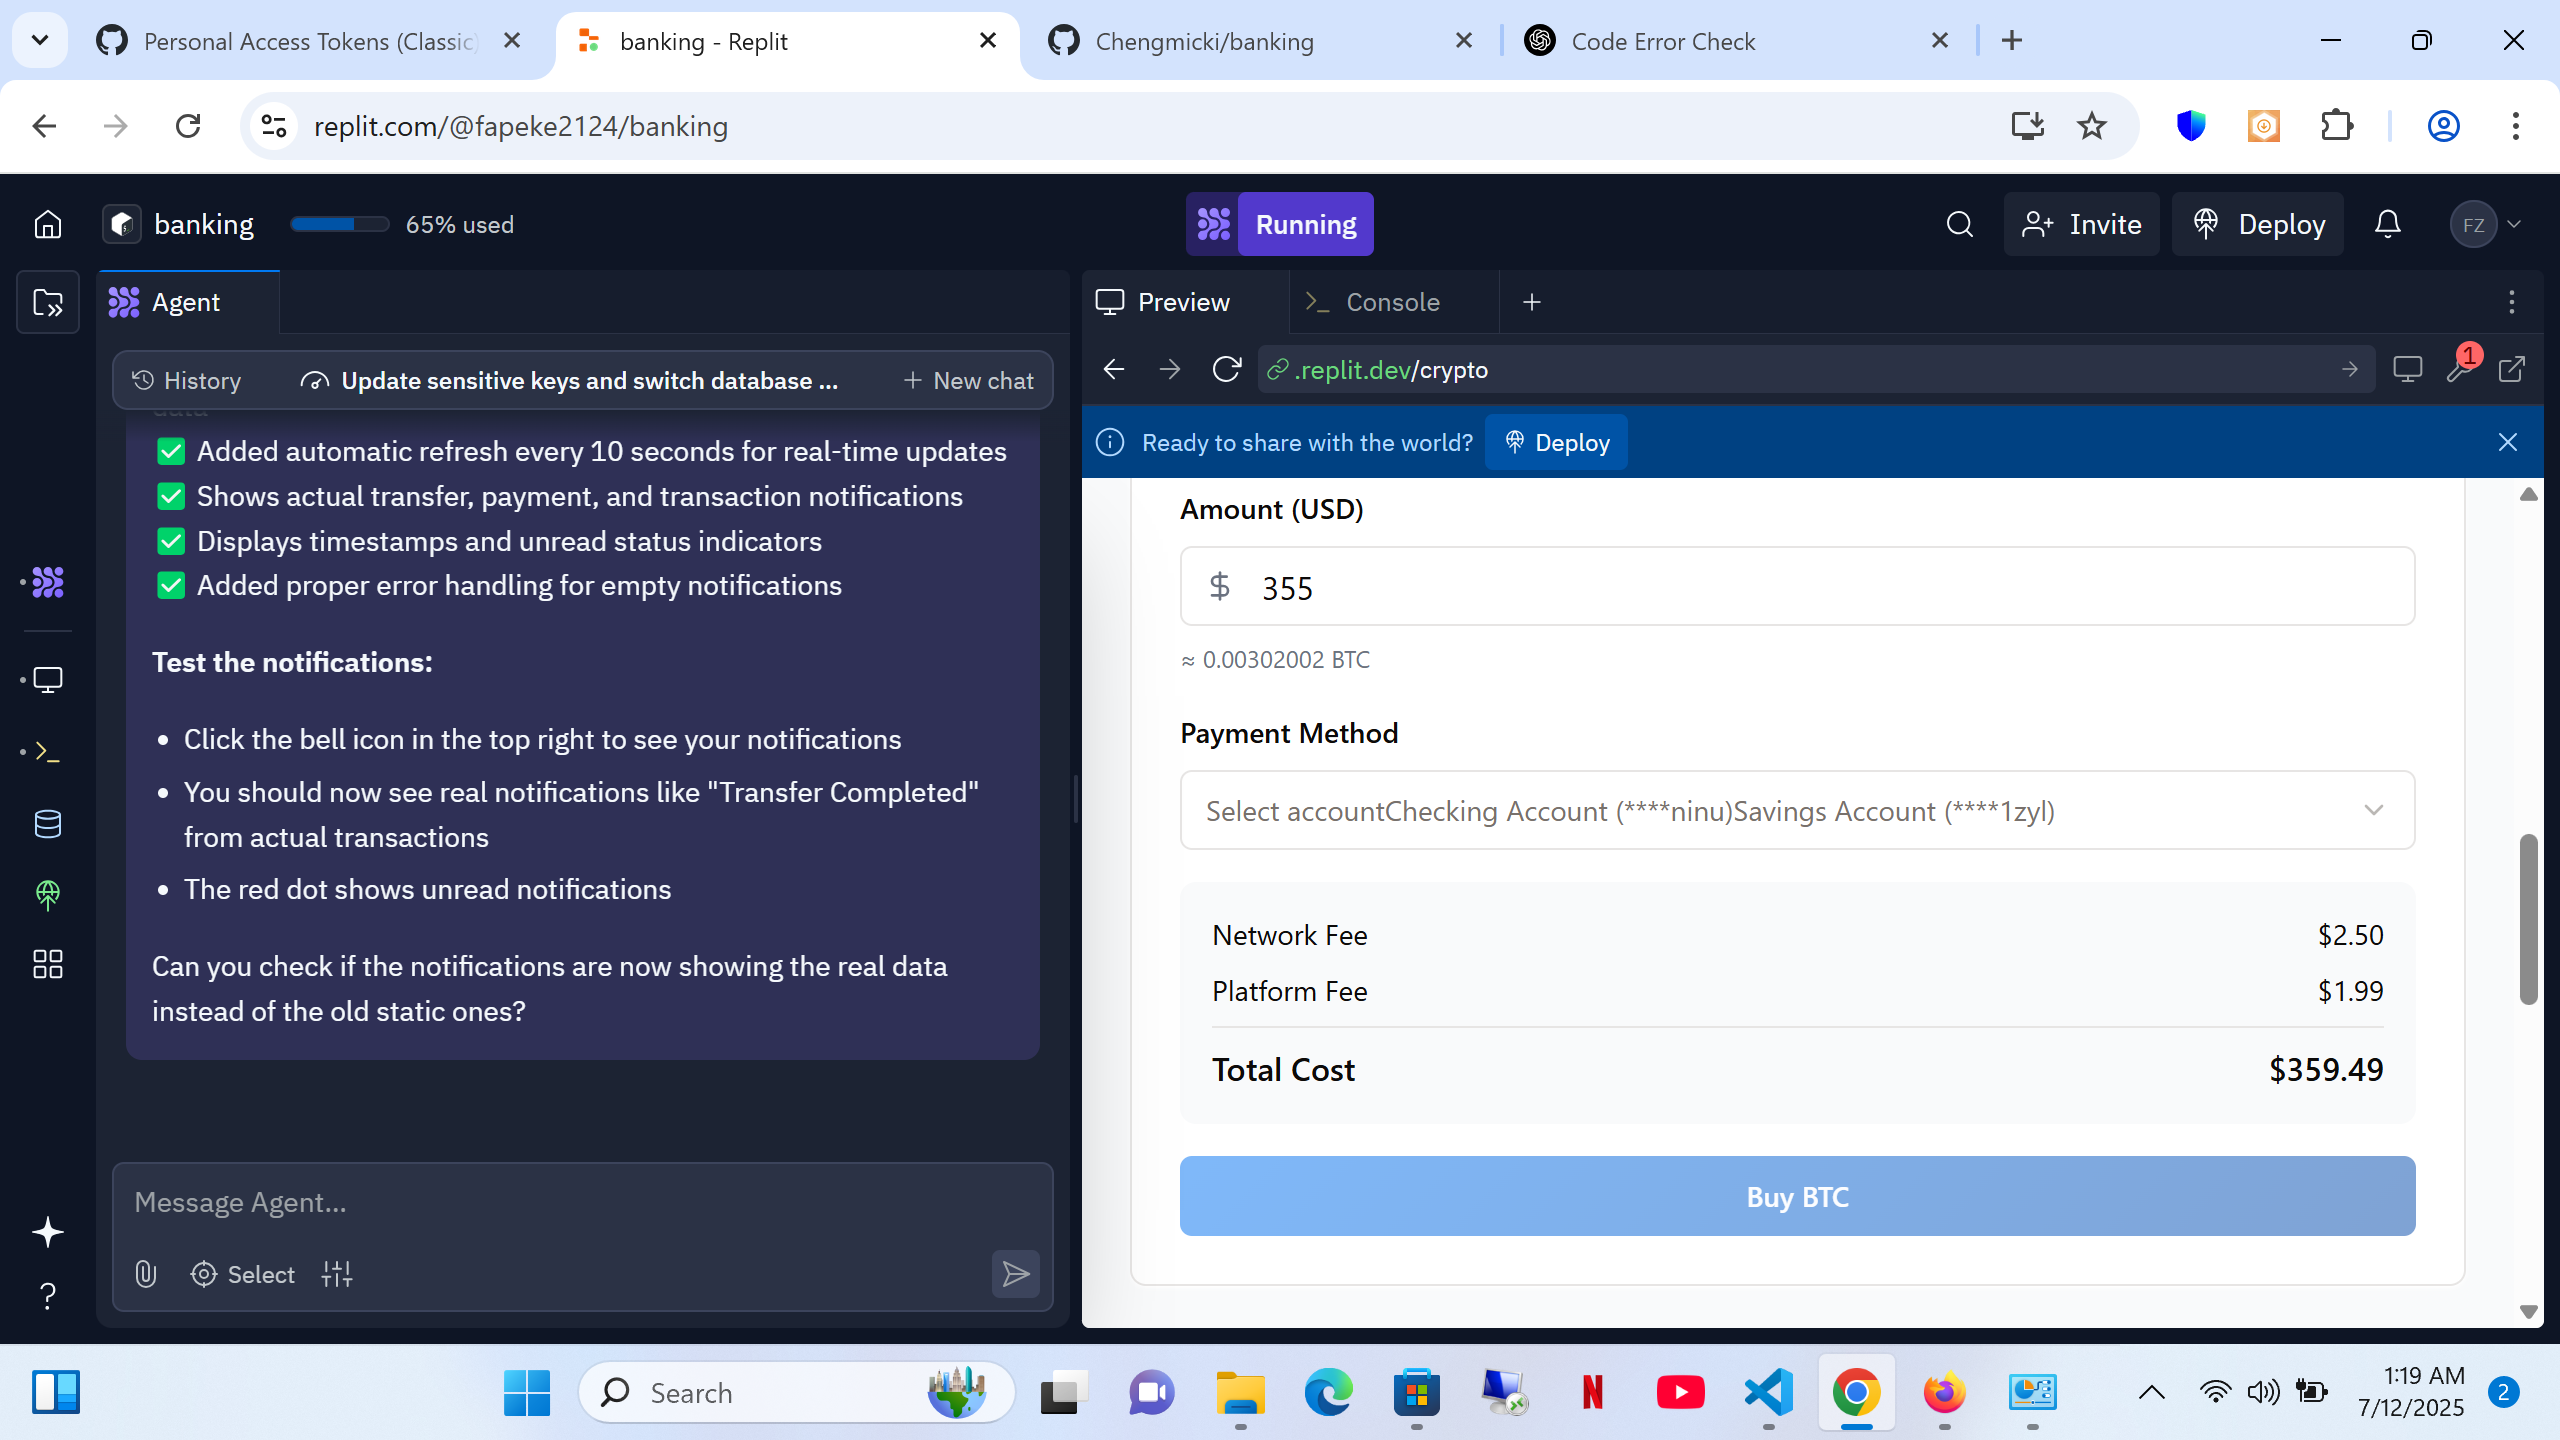 Personal Access Tokens (Classic)
banking - Replit
Chengmicki/banking
Code Error Check
replit.com/@fapeke2124/banking
banking
65% used
Running
Invite
Deploy
FZ
Agent
History
Update sensitive keys and switch database ...
New chat
data
✅ Added automatic refresh every 10 seconds for real-time updates
✅ Shows actual transfer, payment, and transaction notifications
✅ Displays timestamps and unread status indicators
✅ Added proper error handling for empty notifications
Test the notifications:
• Click the bell icon in the top right to see your notifications
• You should now see real notifications like "Transfer Completed"
from actual transactions
• The red dot shows unread notifications
Can you check if the notifications are now showing the real data
instead of the old static ones?
Message Agent...
Select
Preview
Console
.replit.dev/crypto
1
Ready to share with the world?
Deploy
Amount (USD)
$ 355
≈ 0.00302002 BTC
Payment Method
Select accountChecking Account (****ninu)Savings Account (****1zyl)
Network Fee $2.50
Platform Fee $1.99
Total Cost $359.49
Buy BTC
Search
1:19 AM
7/12/2025
2